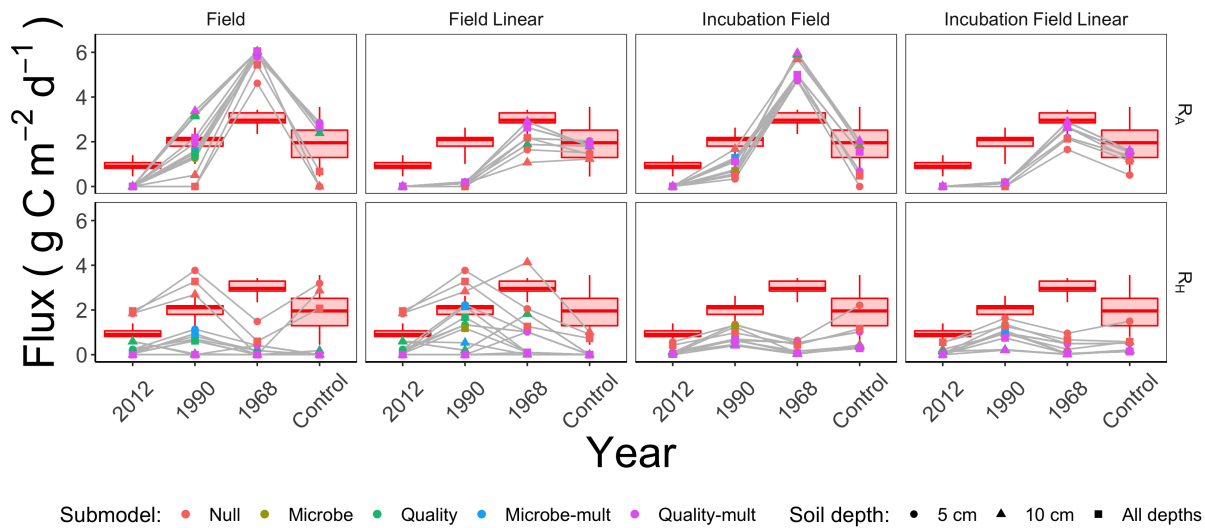 Field Field Linear Incubation Field Incubation Field Linear
Flux ( g C m−2 d−1 )
6
4
2
0
RA
6
4
2
0
RH
2012 1990 1968 Control 2012 1990 1968 Control 2012 1990 1968 Control 2012 1990 1968 Control
Year
Submodel: Null Microbe Quality Microbe-mult Quality-mult Soil depth: 5 cm 10 cm All depths